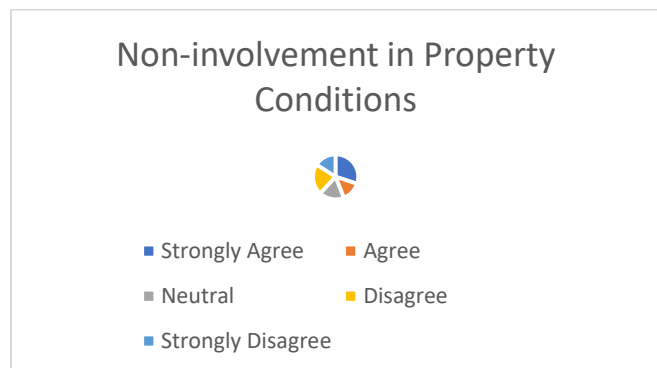 Non-involvement in Property
Conditions
Strongly Agree Agree
Neutral Disagree
Strongly Disagree